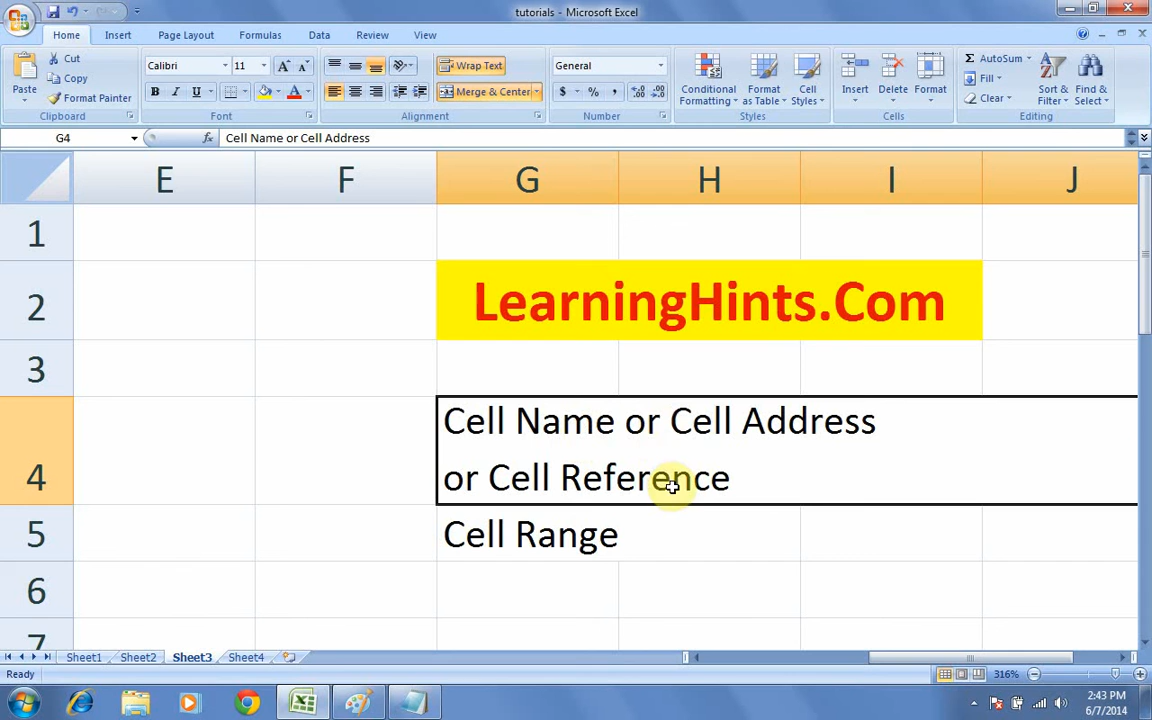 tutorials - Microsoft Excel
Home Insert Page Layout Formulas Data Review View
Paste
Cut
Copy
Format Painter
Clipboard
Calibri 11 A A
B I U A
Font
Wrap Text
Merge & Center
Alignment
General
$ % ,
Number
Conditional Formatting
Format as Table
Cell Styles
Styles
Insert Delete Format
Cells
Σ AutoSum
Fill
Clear
Sort & Filter
Find & Select
Editing
G4 fx Cell Name or Cell Address
E F G H I J
1
2 LearningHints.Com
3
4 Cell Name or Cell Address
or Cell Reference
5 Cell Range
6
7
Sheet1 Sheet2 Sheet3 Sheet4
Ready 316%
2:43 PM
6/7/2014